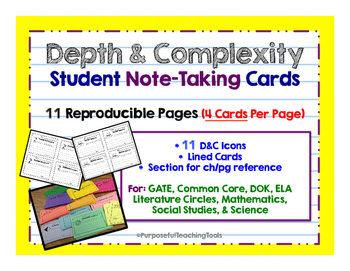 Depth & Complexity
Student Note-Taking Cards
11 Reproducible Pages (4 Cards Per Page)
• 11 D&C Icons
• Lined Cards
• Section for ch/pg reference
For: GATE, Common Core, DOK, ELA
Literature Circles, Mathematics,
Social Studies, & Science
©PurposefulTeachingTools